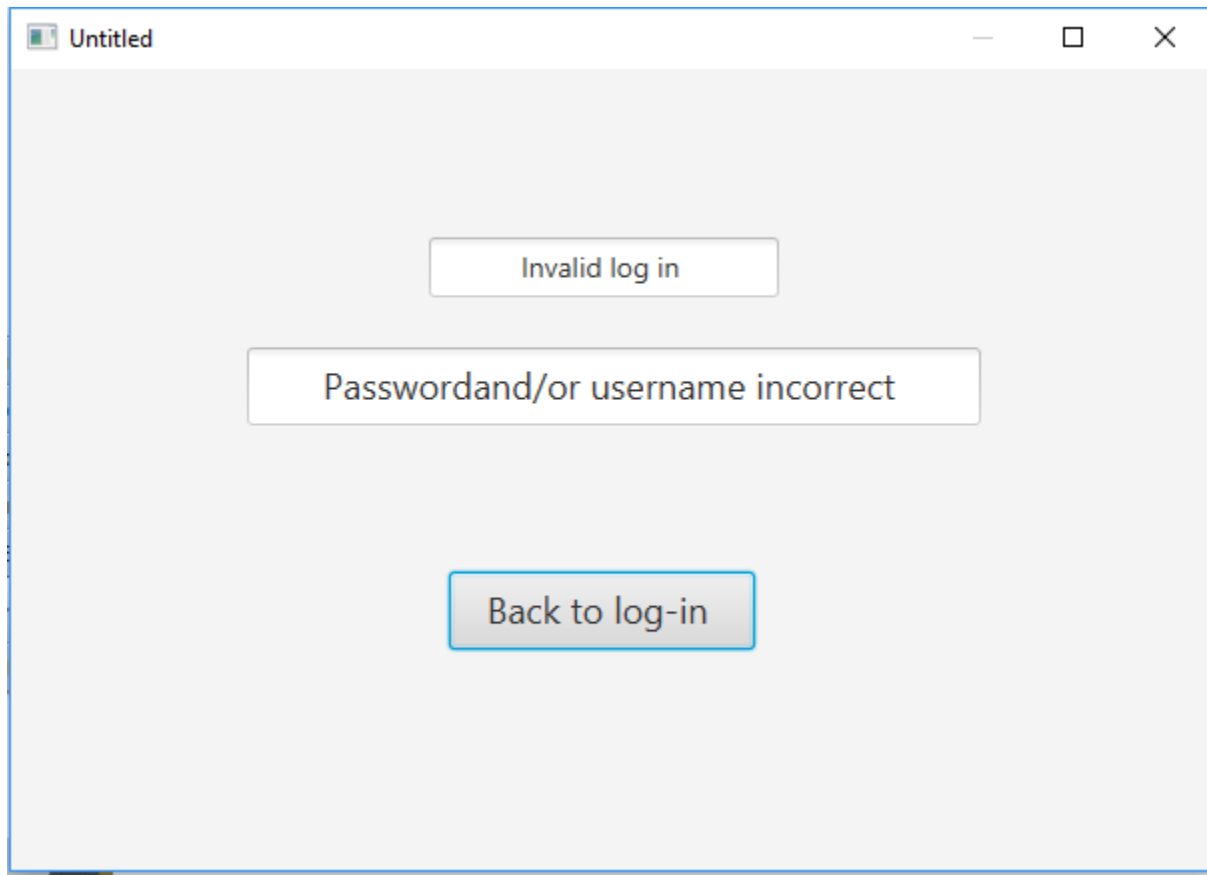 Untitled
Invalid log in
Passwordand/or username incorrect
Back to log-in